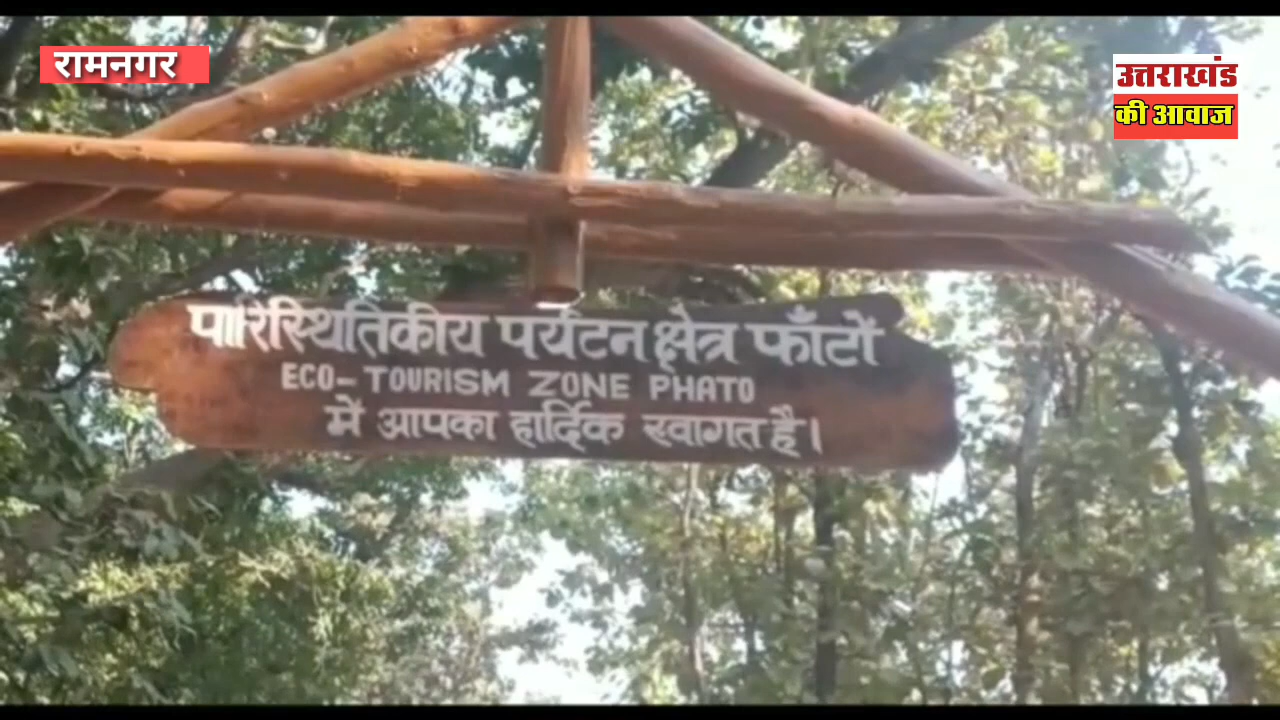 रामनगर
उत्तराखंड
की आवाज
पारिस्थितिकीय पर्यटन क्षेत्र फाँटों
ECO-TOURISM ZONE PHATO
में आपका हार्दिक स्वागत है।